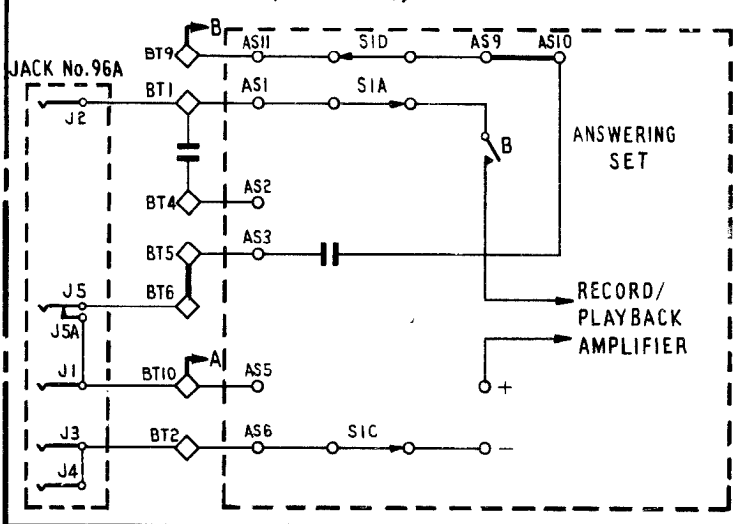 B
BT9
AS11
S1D
AS9
AS10
JACK No.96A
BT1
AS1
S1A
J2
B
ANSWERING
SET
BT4
AS2
BT5
AS3
J5
BT6
J5A
RECORD/
PLAYBACK
AMPLIFIER
J1
BT10
A
AS5
+
J3
BT2
AS6
S1C
−
J4